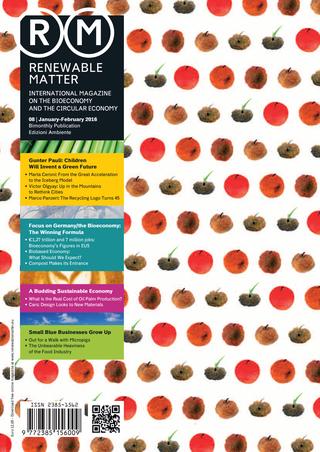 R M
RENEWABLE
MATTER
INTERNATIONAL MAGAZINE
ON THE BIOECONOMY
AND THE CIRCULAR ECONOMY
08 | January-February 2016
Bimonthly Publication
Edizioni Ambiente
Gunter Pauli: Children
Will Invent a Green Future
• Marta Ceroni: From the Great Acceleration
to the Iceberg Model
• Victor Olgyay: Up in the Mountains
to Rethink Cities
• Marco Panzeri: The Recycling Logo Turns 45
Focus on Germany/the Bioeconomy:
The Winning Formula
• €1,27 trillion and 7 million jobs:
Bioeconomy's Figures in EU5
• Biobased Economy:
What Should We Expect?
• Compost Makes its Entrance
A Budding Sustainable Economy
• What is the Real Cost of Oil Palm Production?
• Cars: Design Looks to New Materials
Small Blue Businesses Grow Up
• Out for a Walk with Micropigs
• The Unbearable Heaviness
of the Food Industry
ISSN 2385-1562
9 772385 156009